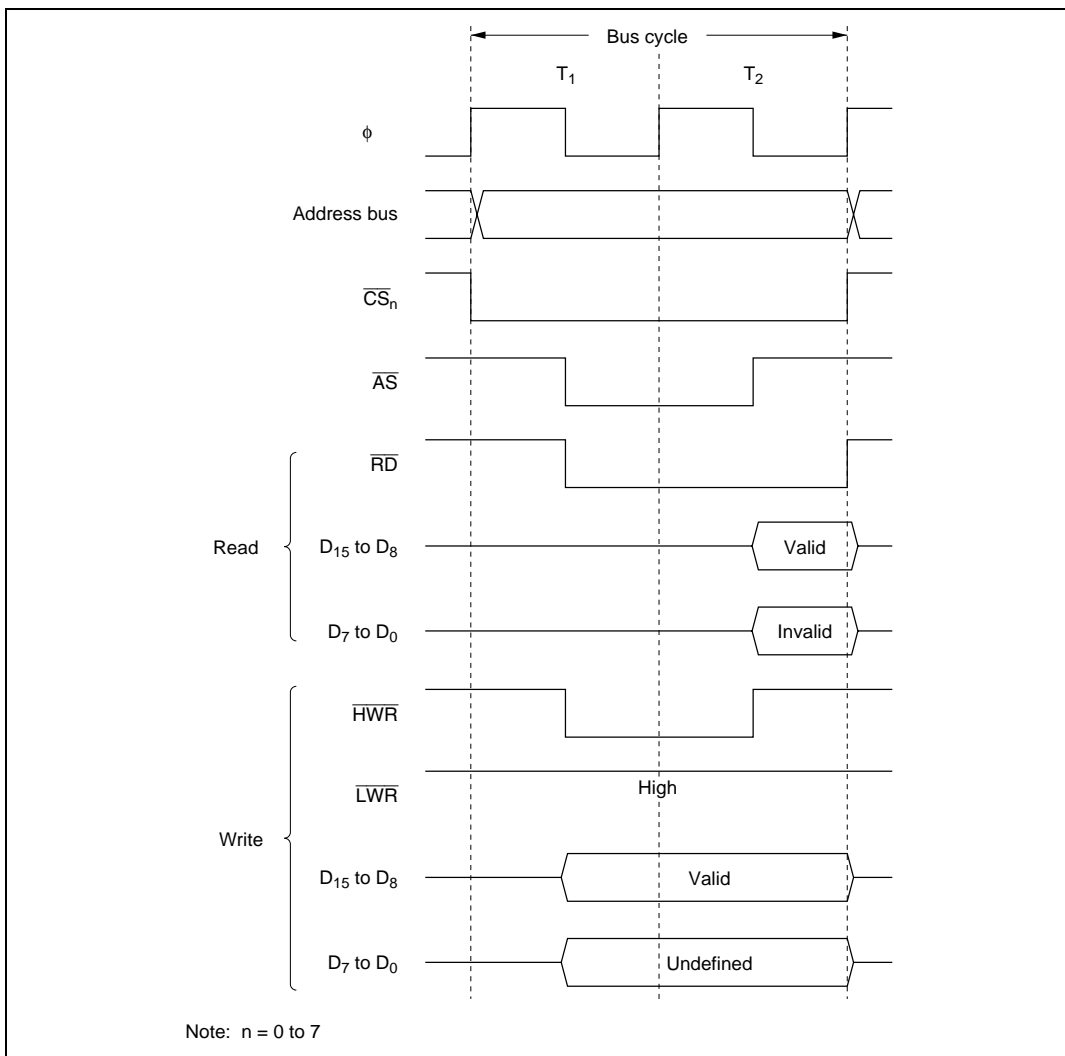 Bus cycle
T1 T2
φ
Address bus
CSn
AS
RD
Read
D15 to D8 Valid
D7 to D0 Invalid
HWR
LWR High
Write
D15 to D8 Valid
D7 to D0 Undefined
Note: n = 0 to 7